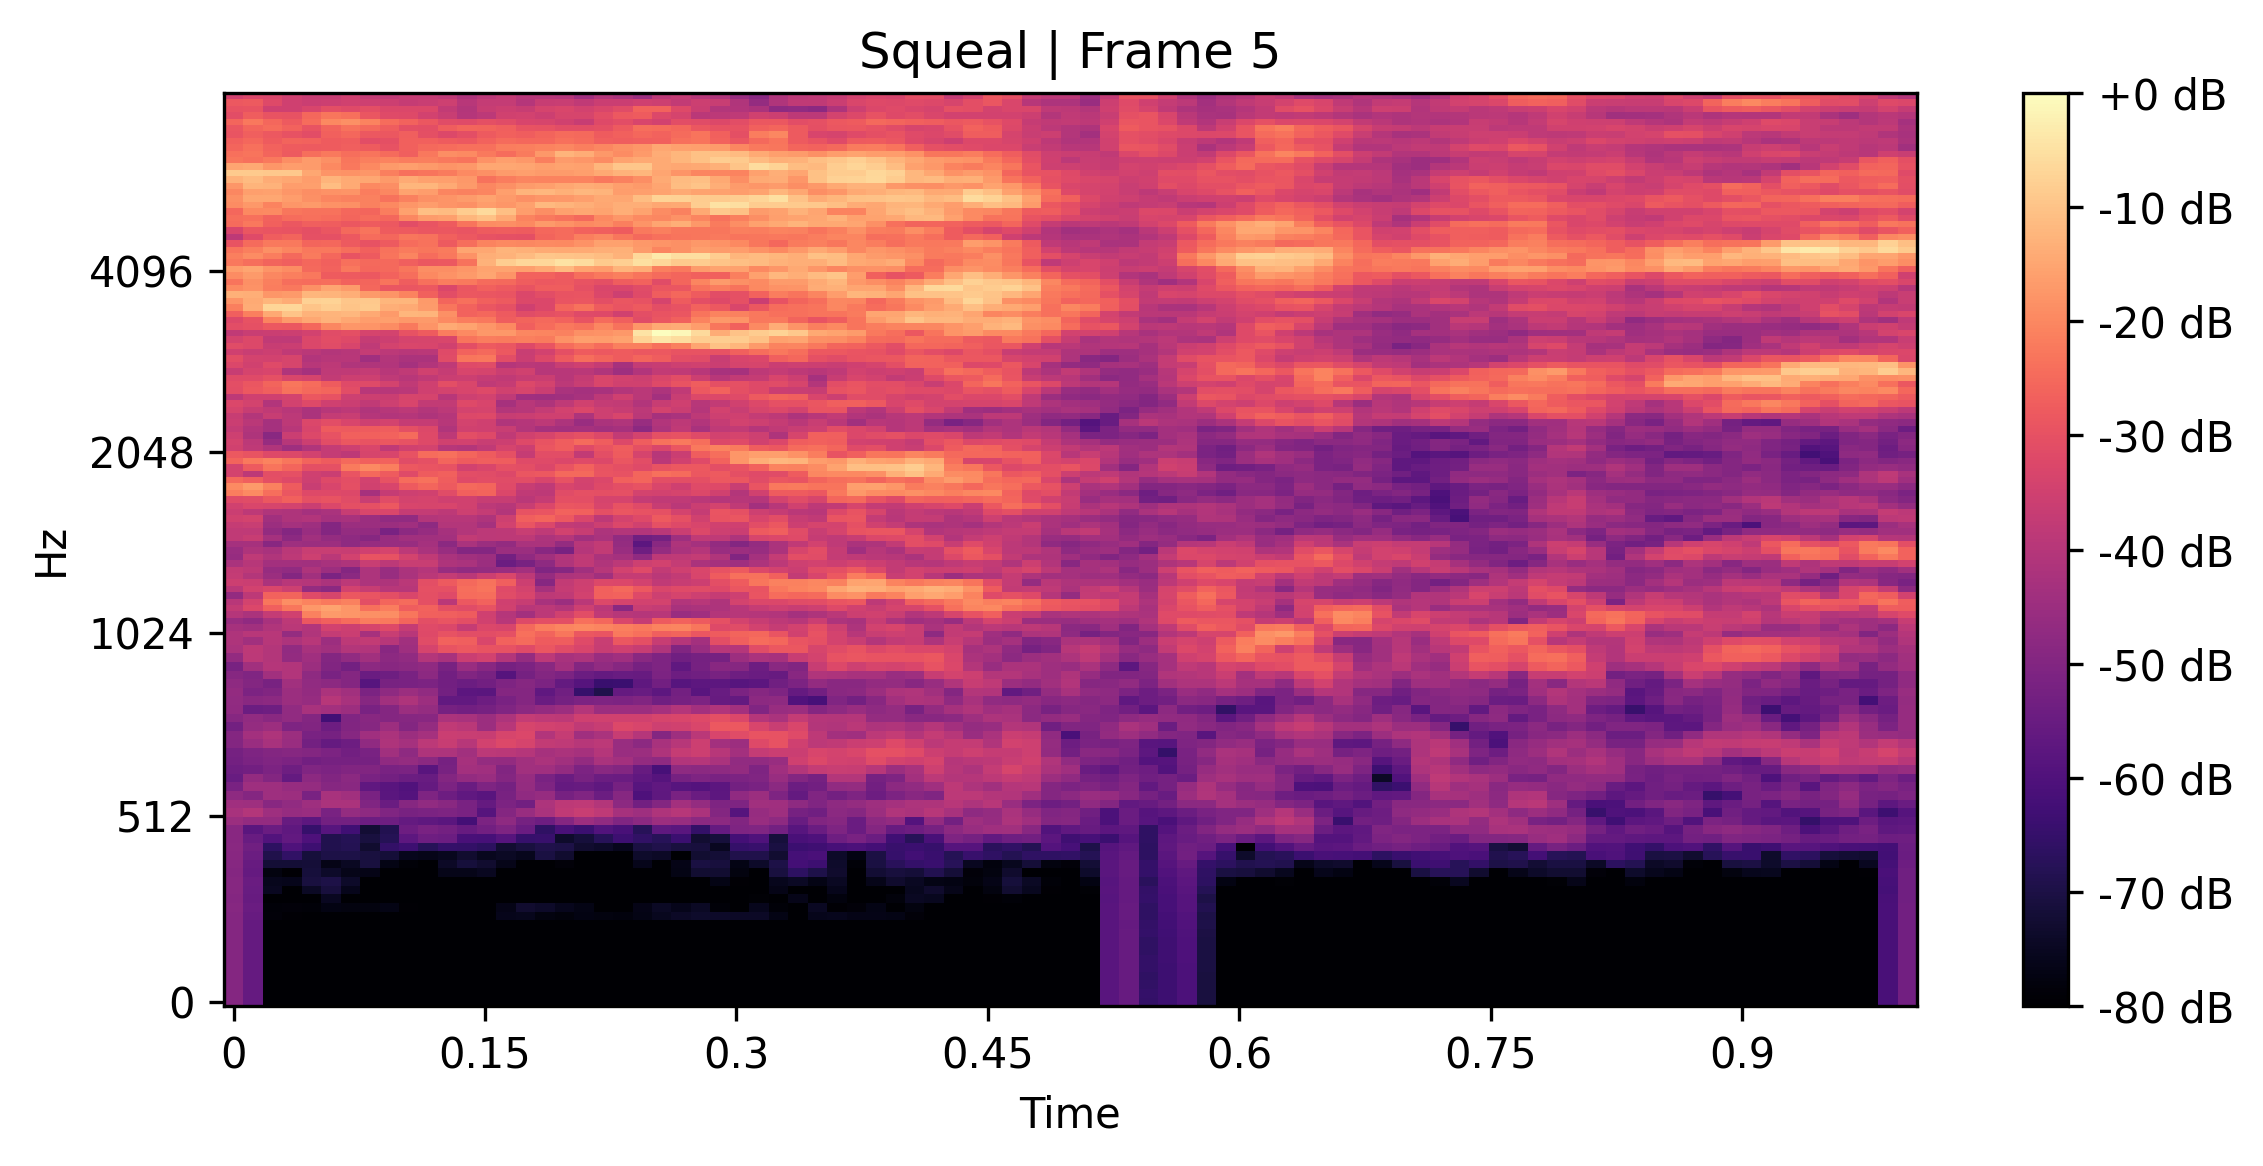 Squeal | Frame 5
+0 dB
-10 dB
-20 dB
-30 dB
-40 dB
-50 dB
-60 dB
-70 dB
-80 dB
Hz
4096
2048
1024
512
0
0 0.15 0.3 0.45 0.6 0.75 0.9
Time